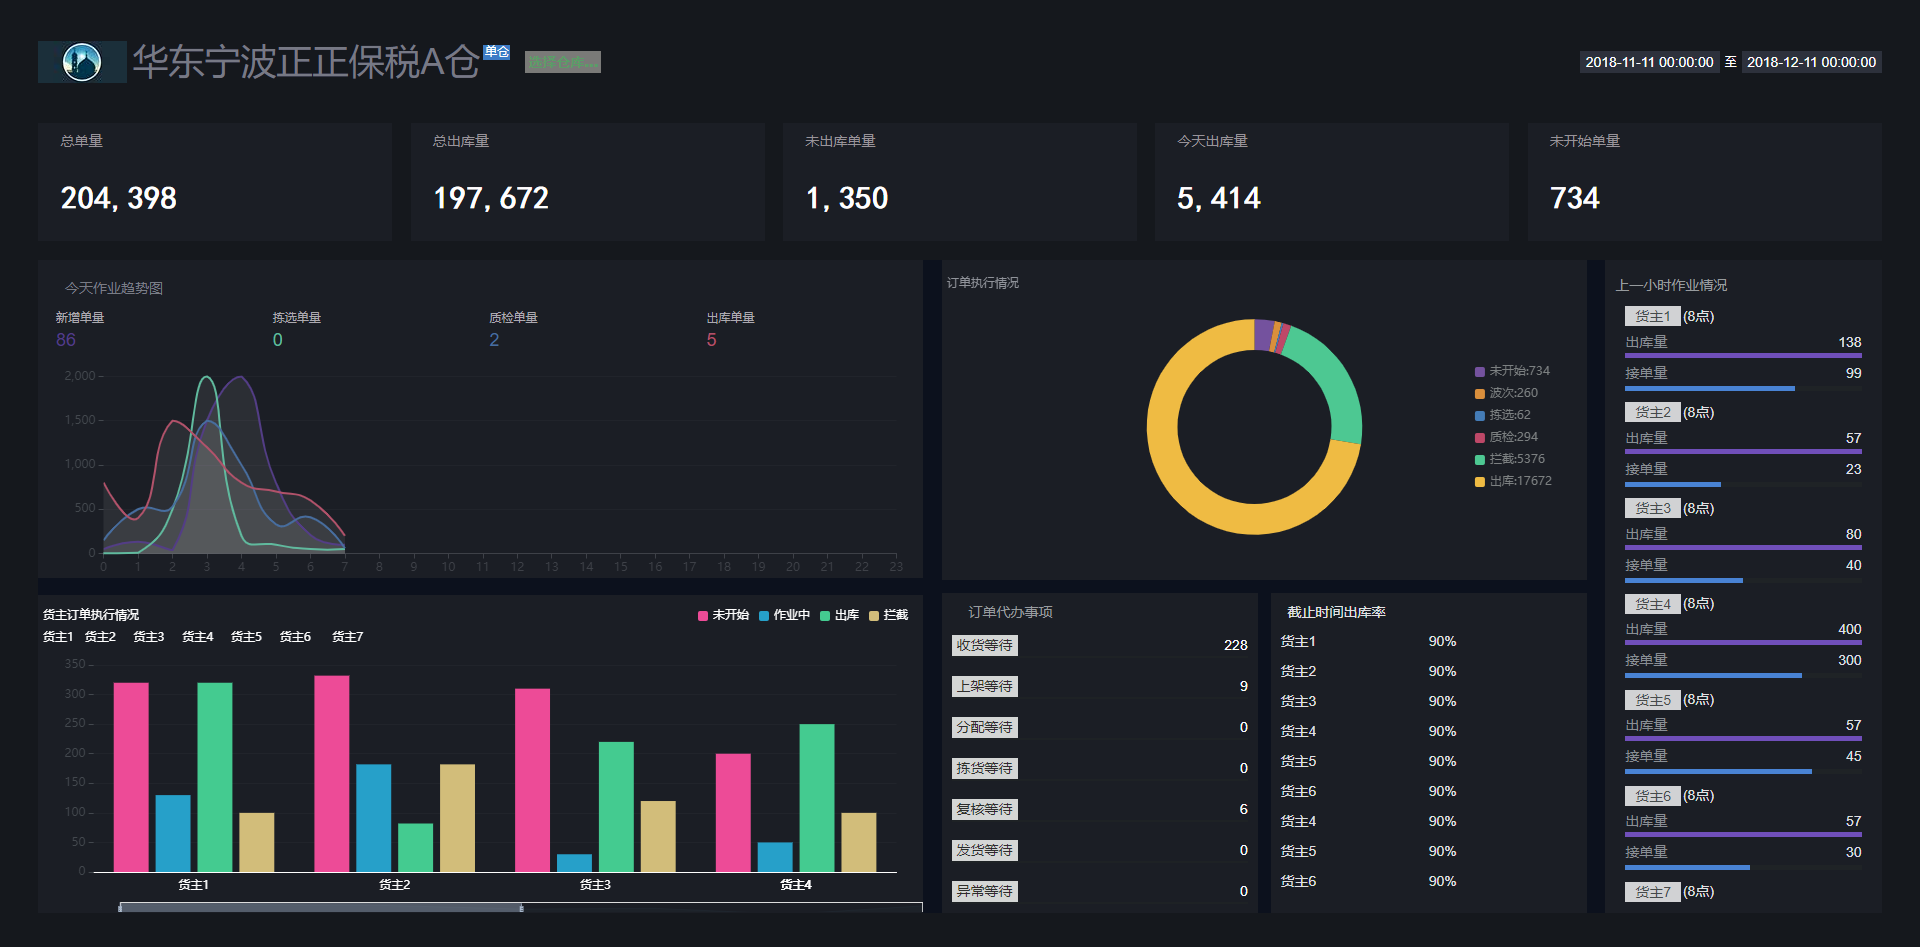 华东宁波正正保税A仓
单仓
选择仓库...
2018-11-11 00:00:00 至 2018-12-11 00:00:00
总单量
204,398
总出库量
197,672
未出库单量
1,350
今天出库量
5,414
未开始单量
734
今天作业趋势图
新增单量 拣选单量 质检单量 出库单量
86 0 2 5
2,000
1,500
1,000
500
0
0 1 2 3 4 5 6 7 8 9 10 11 12 13 14 15 16 17 18 19 20 21 22 23
订单执行情况
未开始:734
波次:260
拣选:62
质检:294
拦截:5376
出库:17672
货主订单执行情况
未开始 作业中 出库 拦截
货主1 货主2 货主3 货主4 货主5 货主6 货主7
350
300
250
200
150
100
50
0
货主1 货主2 货主3 货主4
订单代办事项
收货等待 228
上架等待 9
分配等待 0
拣货等待 0
复核等待 6
发货等待 0
异常等待 0
截止时间出库率
货主1 90%
货主2 90%
货主3 90%
货主4 90%
货主5 90%
货主6 90%
货主4 90%
货主5 90%
货主6 90%
上一小时作业情况
货主1 (8点)
出库量 138
接单量 99
货主2 (8点)
出库量 57
接单量 23
货主3 (8点)
出库量 80
接单量 40
货主4 (8点)
出库量 400
接单量 300
货主5 (8点)
出库量 57
接单量 45
货主6 (8点)
出库量 57
接单量 30
货主7 (8点)